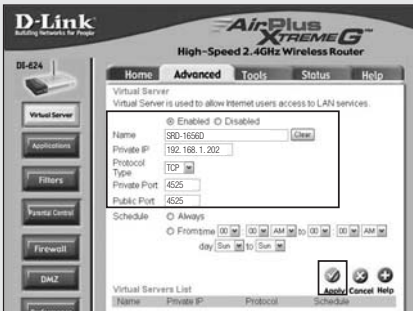 D-Link
Building Networks for People
AirPlus
XTREME G™
High-Speed 2.4GHz Wireless Router
DI-624
Home Advanced Tools Status Help
Virtual Server
Virtual Server is used to allow Internet users access to LAN services.
Virtual Server
Enabled Disabled
Name SRD-1656D Clear
Applications
Private IP 192.168.1.202
Protocol Type TCP
Filters
Private Port 4525
Public Port 4525
Parental Control
Schedule Always
From time 00 : 00 AM to 00 : 00 AM
day Sun to Sun
Firewall
DMZ
Apply Cancel Help
Virtual Servers List
Name Private IP Protocol Schedule